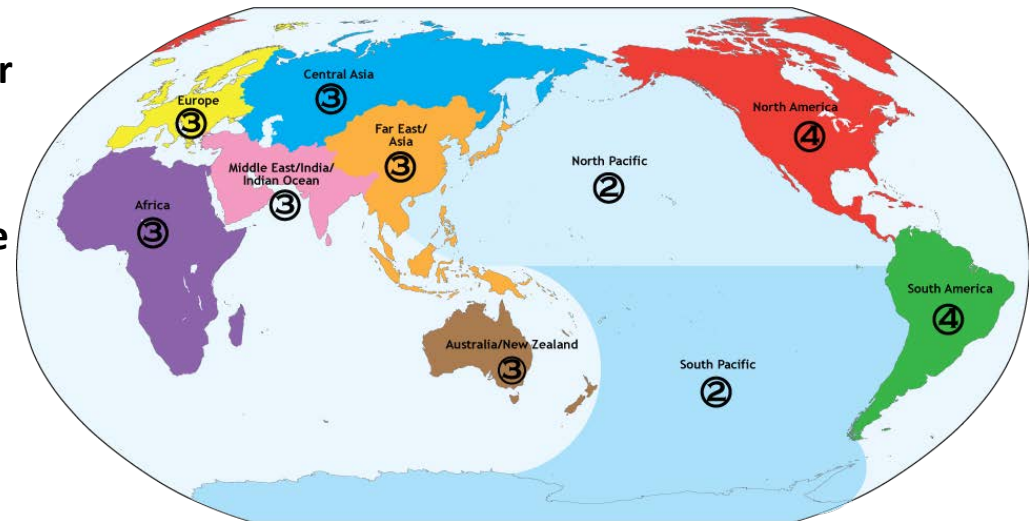 r
e
Central Asia
③
Europe
③
Far East/
Asia
③
North America
④
Middle East/India/
Indian Ocean
③
North Pacific
②
Africa
③
South America
④
Australia/New Zealand
③
South Pacific
②